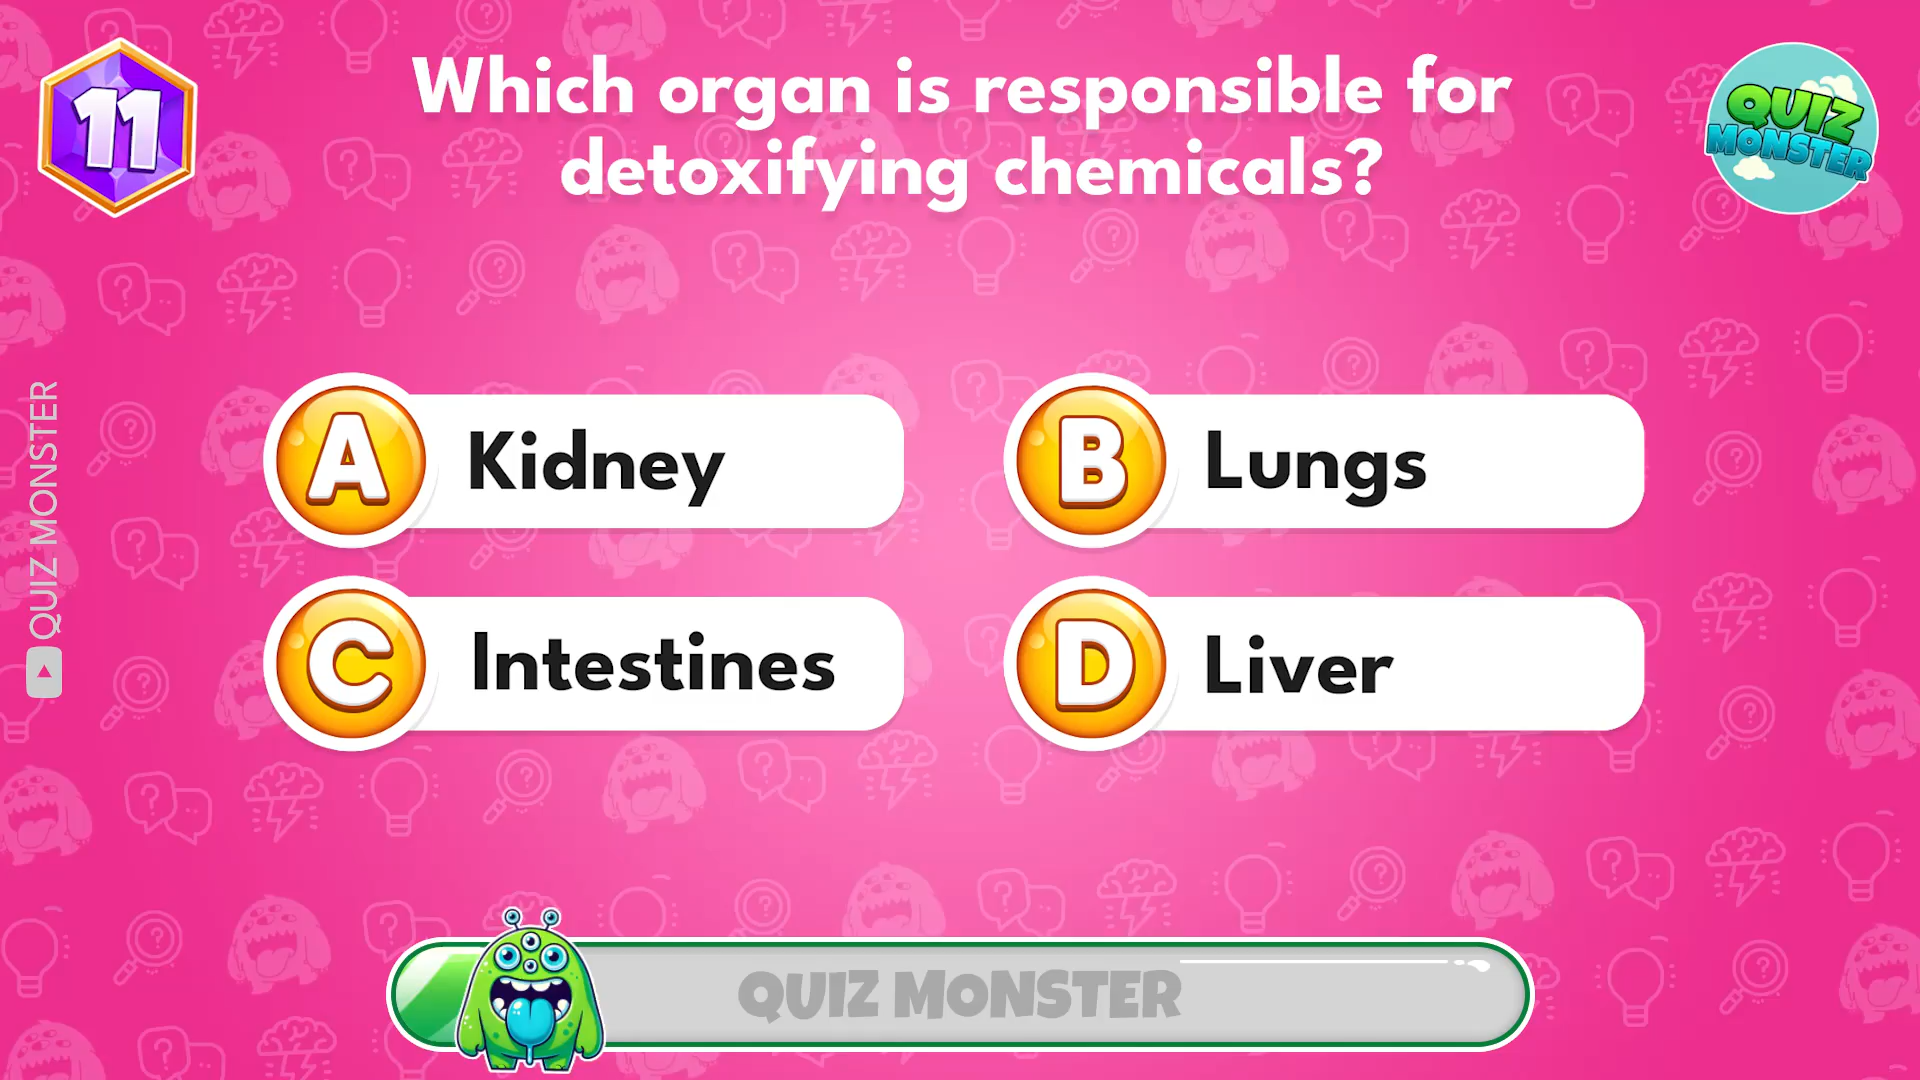 11
Which organ is responsible for
detoxifying chemicals?
QUIZ
MONSTER
A Kidney
B Lungs
C Intestines
D Liver
QUIZ MONSTER
QUIZ MONSTER